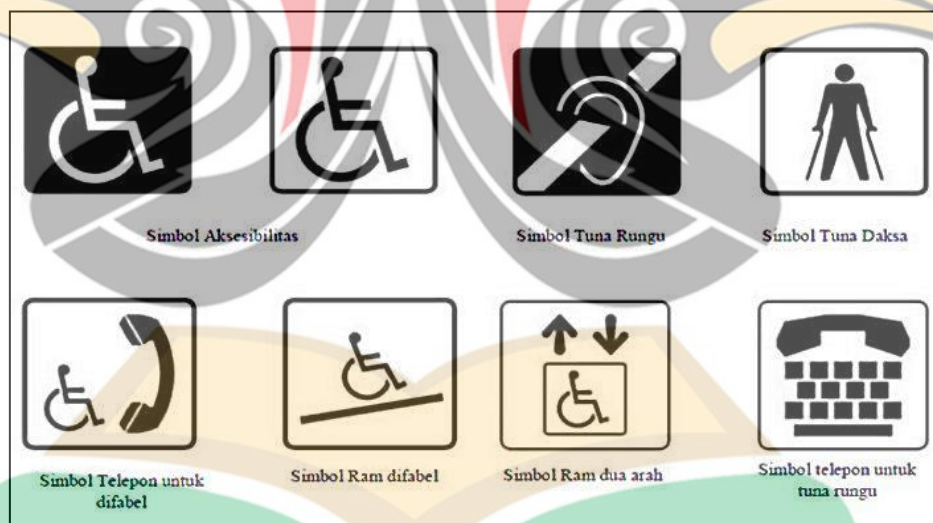 Simbol Aksesibilitas
Simbol Tuna Rungu
Simbol Tuna Daksa
Simbol Telepon untuk
difabel
Simbol Ram difabel
Simbol Ram dua arah
Simbol telepon untuk
tuna rungu